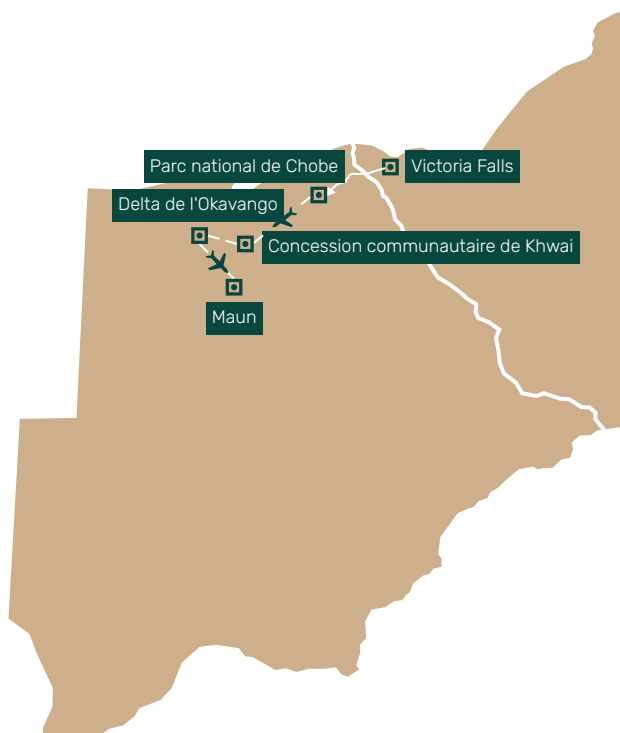 Parc national de Chobe
Victoria Falls
Delta de l'Okavango
Concession communautaire de Khwai
Maun